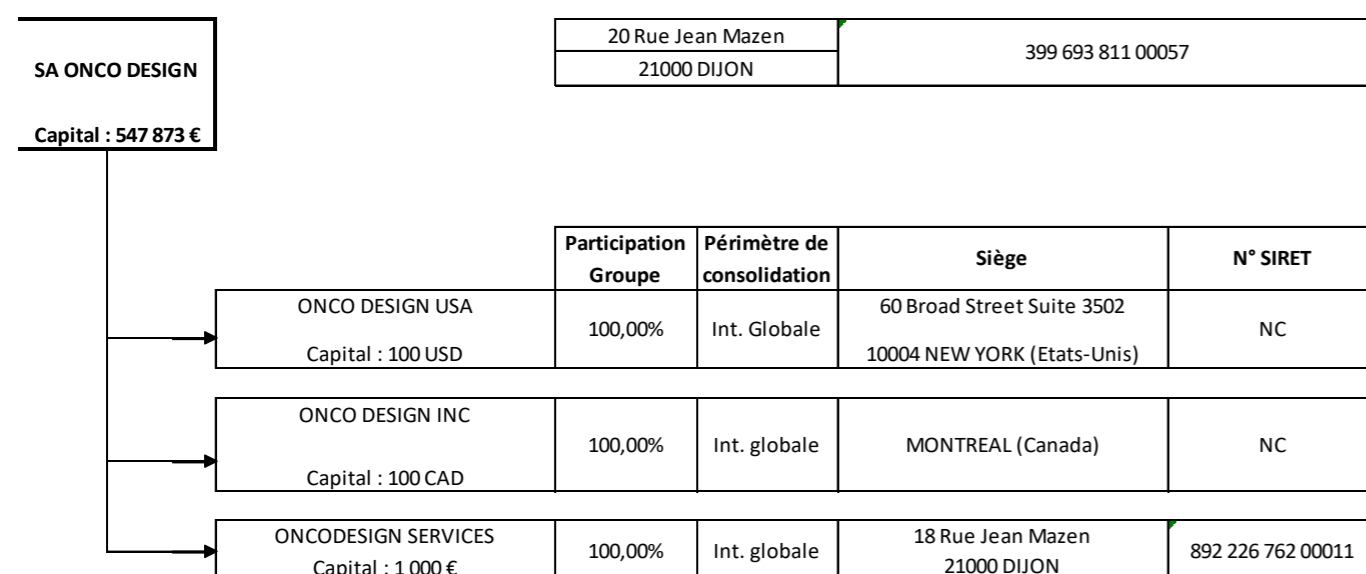 20 Rue Jean Mazen
399 693 811 00057
SA ONCO DESIGN
21000 DIJON
Capital : 547 873 €
Participation Groupe
Périmètre de consolidation
Siège
N° SIRET
ONCO DESIGN USA
Capital : 100 USD
100,00%
Int. Globale
60 Broad Street Suite 3502
10004 NEW YORK (Etats-Unis)
NC
ONCO DESIGN INC
Capital : 100 CAD
100,00%
Int. globale
MONTREAL (Canada)
NC
ONCODESIGN SERVICES
Capital : 1 000 €
100,00%
Int. globale
18 Rue Jean Mazen
21000 DIJON
892 226 762 00011